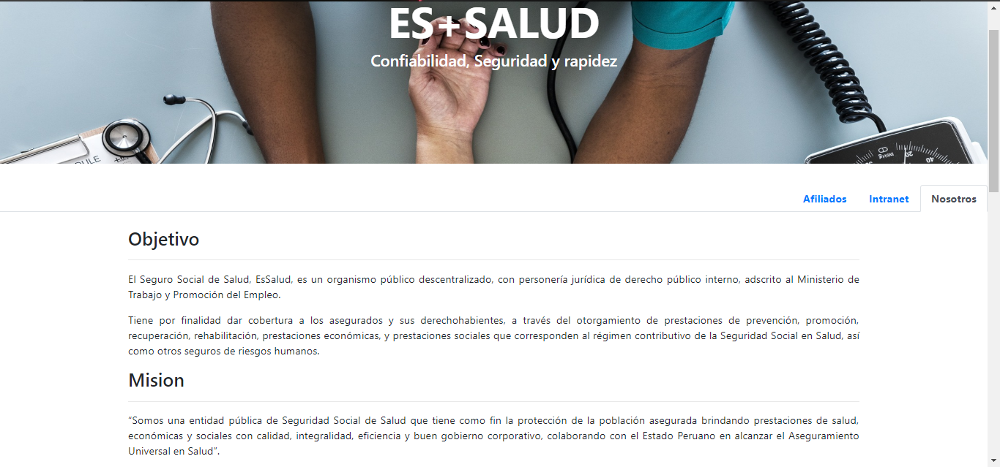 ES+SALUD
Confiabilidad, Seguridad y rapidez
Afiliados Intranet Nosotros
Objetivo
El Seguro Social de Salud, EsSalud, es un organismo público descentralizado, con personería jurídica de derecho público interno, adscrito al Ministerio de
Trabajo y Promoción del Empleo.
Tiene por finalidad dar cobertura a los asegurados y sus derechohabientes, a través del otorgamiento de prestaciones de prevención, promoción,
recuperación, rehabilitación, prestaciones económicas, y prestaciones sociales que corresponden al régimen contributivo de la Seguridad Social en Salud, así
como otros seguros de riesgos humanos.
Mision
“Somos una entidad pública de Seguridad Social de Salud que tiene como fin la protección de la población asegurada brindando prestaciones de salud,
económicas y sociales con calidad, integralidad, eficiencia y buen gobierno corporativo, colaborando con el Estado Peruano en alcanzar el Aseguramiento
Universal en Salud”.